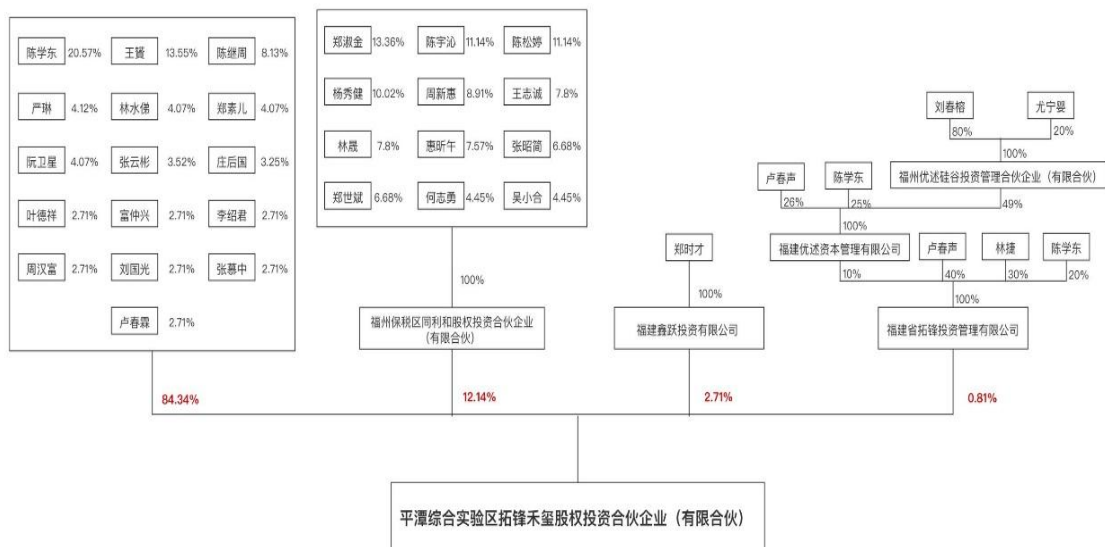 陈学东 20.57% 王赟 13.55% 陈继周 8.13%
严琳 4.12% 林水俤 4.07% 郑素儿 4.07%
阮卫星 4.07% 张云彬 3.52% 庄后国 3.25%
叶德祥 2.71% 富仲兴 2.71% 李绍君 2.71%
周汉富 2.71% 刘国光 2.71% 张慕中 2.71%
卢春霖 2.71%
84.34%
郑淑金 13.36% 陈宇沁 11.14% 陈松婷 11.14%
杨秀健 10.02% 周新惠 8.91% 王志诚 7.8%
林晟 7.8% 惠昕午 7.57% 张昭简 6.68%
郑世斌 6.68% 何志勇 4.45% 吴小合 4.45%
100%
福州保税区同利和股权投资合伙企业
(有限合伙)
12.14%
郑时才
100%
福建鑫跃投资有限公司
2.71%
刘春榕 尤宁婴
80% 20%
100%
福州优述硅谷投资管理合伙企业（有限合伙）
卢春声 陈学东
26% 25% 49%
100%
福建优述资本管理有限公司 卢春声 林捷 陈学东
10% 40% 30% 20%
100%
福建省拓锋投资管理有限公司
0.81%
平潭综合实验区拓锋禾玺股权投资合伙企业（有限合伙）